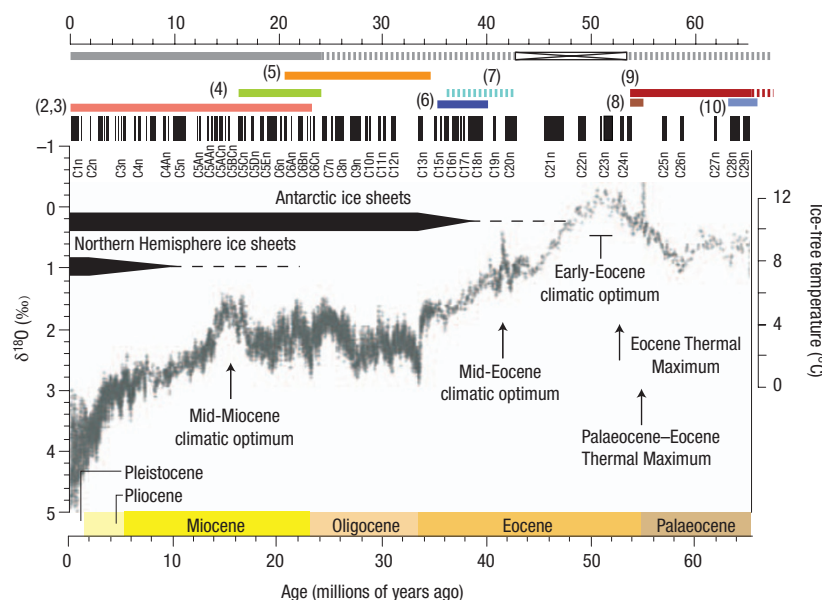 0 10 20 30 40 50 60
(9)
(5)
(4)
(7)
(2,3)
(6)
(8)
(10)
C1n C2n C3n C4n C4An C5n C5An C5AAn C5ACn C5BCn C5Cn C5Dn C5En C6n C6An C6Bn C6Cn C7n C8n C9n C10n C11n C12n C13n C15n C16n C17n C18n C19n C20n C21n C22n C23n C24n C25n C26n C27n C28n C29n
–1
0
1
2
3
4
5
δ18O (‰)
12
8
4
0
Ice-free temperature (°C)
Antarctic ice sheets
Northern Hemisphere ice sheets
Early-Eocene
climatic optimum
Eocene Thermal
Maximum
Mid-Eocene
climatic optimum
Mid-Miocene
climatic optimum
Palaeocene–Eocene
Thermal Maximum
Pleistocene
Pliocene
Miocene Oligocene Eocene Palaeocene
0 10 20 30 40 50 60
Age (millions of years ago)